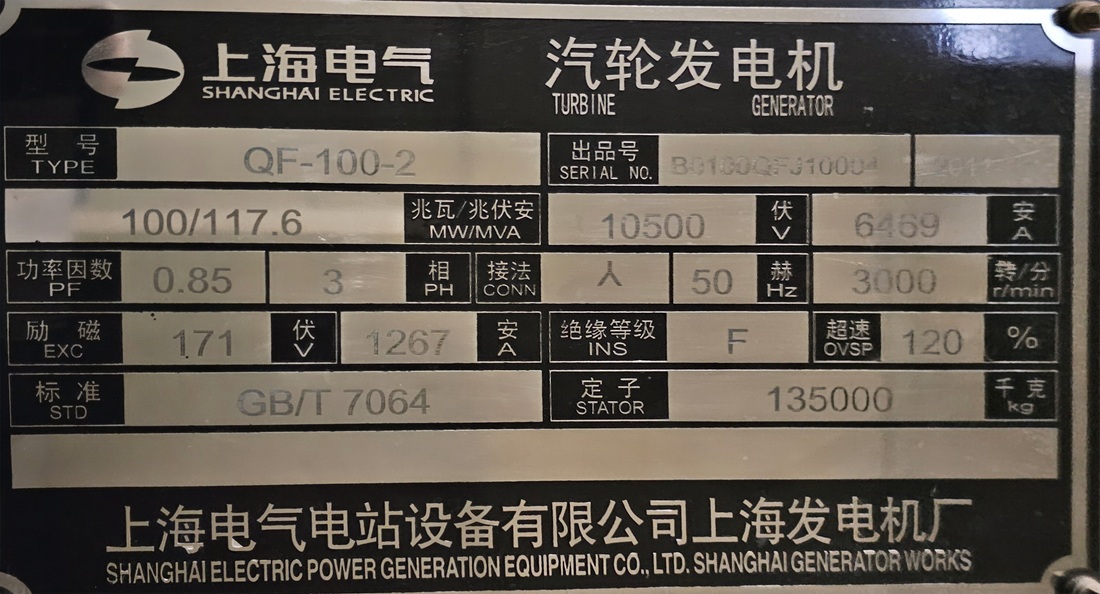 上海电气 汽轮发电机
SHANGHAI ELECTRIC TURBINE GENERATOR
型号 QF-100-2 出品号 B0100QFJ10004
TYPE SERIAL NO.
100/117.6 兆瓦/兆伏安 10500 伏 6469 安
MW/MVA V A
功率因数 0.85 3 相 接法 人 50 赫 3000 转/分
PF PH CONN Hz r/min
励磁 171 伏 1267 安 绝缘等级 F 超速 120 %
EXC V A INS OVSP
标准 GB/T 7064 定子 135000 千克
STD STATOR kg
上海电气电站设备有限公司上海发电机厂
SHANGHAI ELECTRIC POWER GENERATION EQUIPMENT CO., LTD. SHANGHAI GENERATOR WORKS